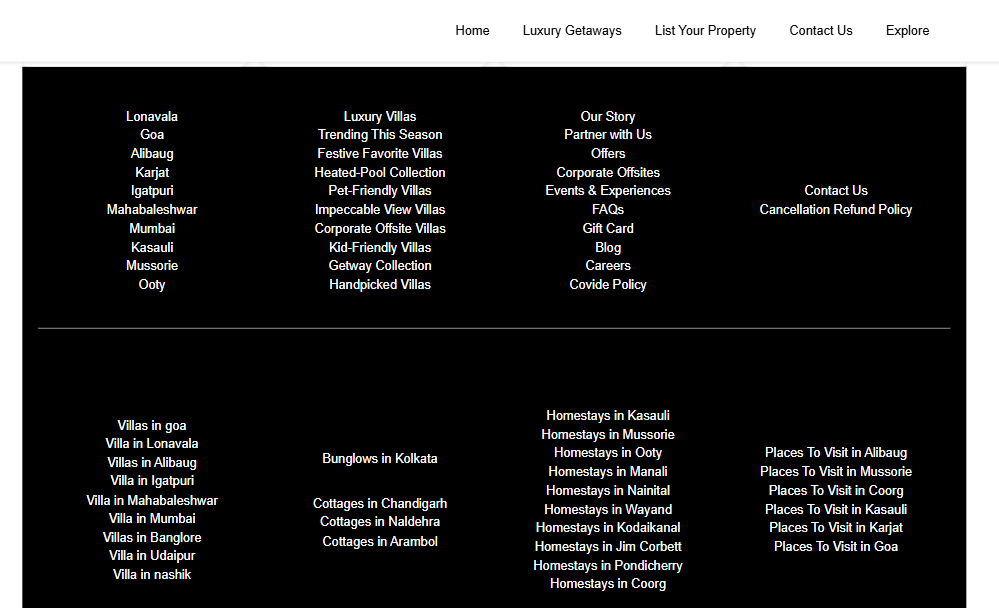 Home
Luxury Getaways
List Your Property
Contact Us
Explore
Lonavala
Goa
Alibaug
Karjat
Igatpuri
Mahabaleshwar
Mumbai
Kasauli
Mussorie
Ooty
Luxury Villas
Trending This Season
Festive Favorite Villas
Heated-Pool Collection
Pet-Friendly Villas
Impeccable View Villas
Corporate Offsite Villas
Kid-Friendly Villas
Getway Collection
Handpicked Villas
Our Story
Partner with Us
Offers
Corporate Offsites
Events & Experiences
FAQs
Gift Card
Blog
Careers
Covide Policy
Contact Us
Cancellation Refund Policy
Villas in goa
Villa in Lonavala
Villas in Alibaug
Villa in Igatpuri
Villa in Mahabaleshwar
Villa in Mumbai
Villas in Banglore
Villa in Udaipur
Villa in nashik
Bunglows in Kolkata
Cottages in Chandigarh
Cottages in Naldehra
Cottages in Arambol
Homestays in Kasauli
Homestays in Mussorie
Homestays in Ooty
Homestays in Manali
Homestays in Nainital
Homestays in Wayand
Homestays in Kodaikanal
Homestays in Jim Corbett
Homestays in Pondicherry
Homestays in Coorg
Places To Visit in Alibaug
Places To Visit in Mussorie
Places To Visit in Coorg
Places To Visit in Kasauli
Places To Visit in Karjat
Places To Visit in Goa